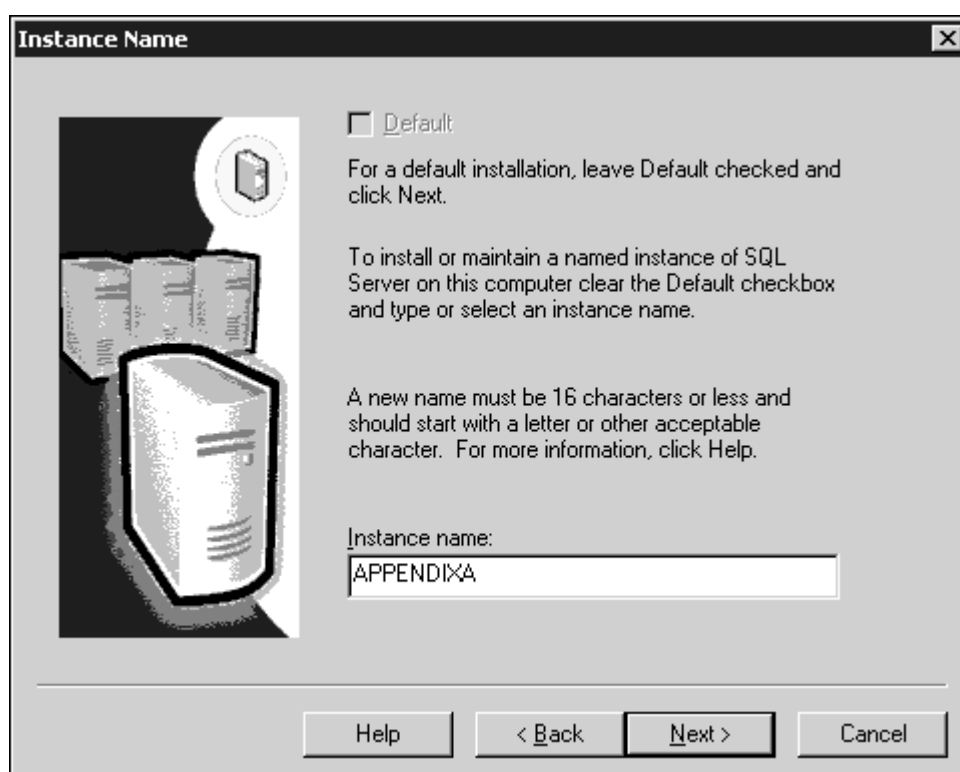 Instance Name
Default
For a default installation, leave Default checked and
click Next.
To install or maintain a named instance of SQL
Server on this computer clear the Default checkbox
and type or select an instance name.
A new name must be 16 characters or less and
should start with a letter or other acceptable
character.  For more information, click Help.
Instance name:
APPENDIXA
Help
< Back
Next >
Cancel